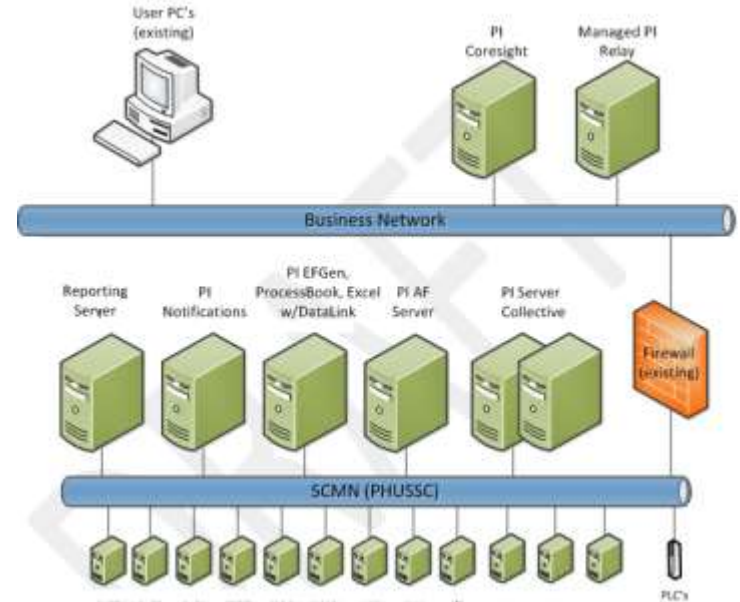 User PC's
(existing)
PI
Coresight
Managed PI
Relay
Business Network
Reporting
Server
PI
Notifications
PI EFGen,
ProcessBook, Excel
w/DataLink
PI AF
Server
PI Server
Collective
Firewall
(existing)
SCMN (PHUSSC)
PLC's
DRAFT